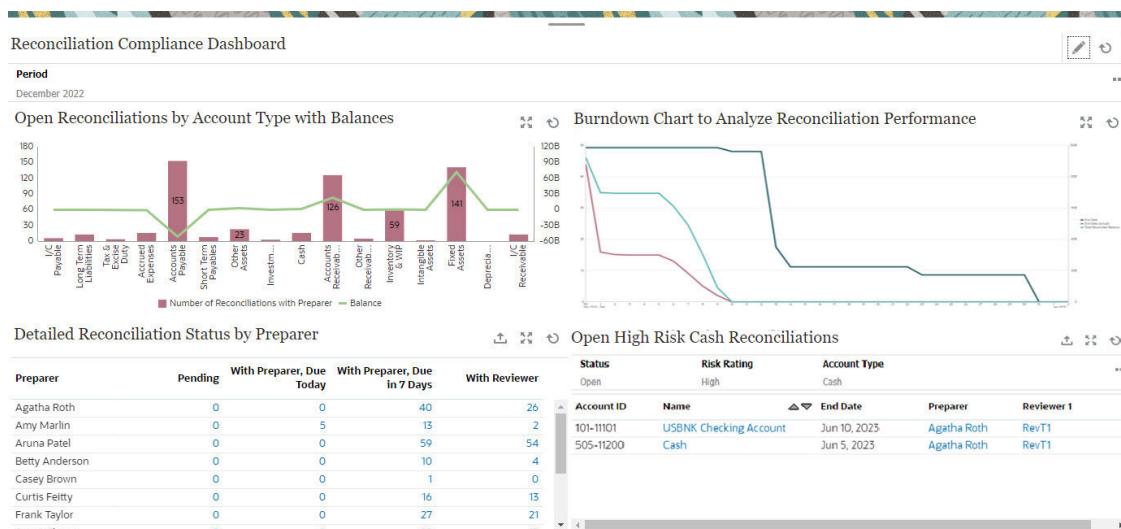 Reconciliation Compliance Dashboard
Period
December 2022
Open Reconciliations by Account Type with Balances
180
150
120
90
60
30
0
120B
90B
60B
30B
0
-30B
-60B
153
23
126
59
141
I/C Payable
Long Term Liabilities
Tax & Excise Duty
Accrued Expenses
Accounts Payable
Short Term Payables
Other Assets
Investm...
Cash
Accounts Receivab...
Other Receivab...
Inventory & WIP
Intangible Assets
Fixed Assets
Deprecia...
I/C Receivable
Number of Reconciliations with Preparer
Balance
Burndown Chart to Analyze Reconciliation Performance
Detailed Reconciliation Status by Preparer
Preparer Pending With Preparer, Due Today With Preparer, Due in 7 Days With Reviewer
Agatha Roth 0 0 40 26
Amy Marlin 0 5 13 2
Aruna Patel 0 0 59 54
Betty Anderson 0 0 10 4
Casey Brown 0 0 1 0
Curtis Feitty 0 0 16 13
Frank Taylor 0 0 27 21
Open High Risk Cash Reconciliations
Status Risk Rating Account Type
Open High Cash
Account ID Name End Date Preparer Reviewer 1
101-11101 USBNK Checking Account Jun 10, 2023 Agatha Roth RevT1
505-11200 Cash Jun 5, 2023 Agatha Roth RevT1